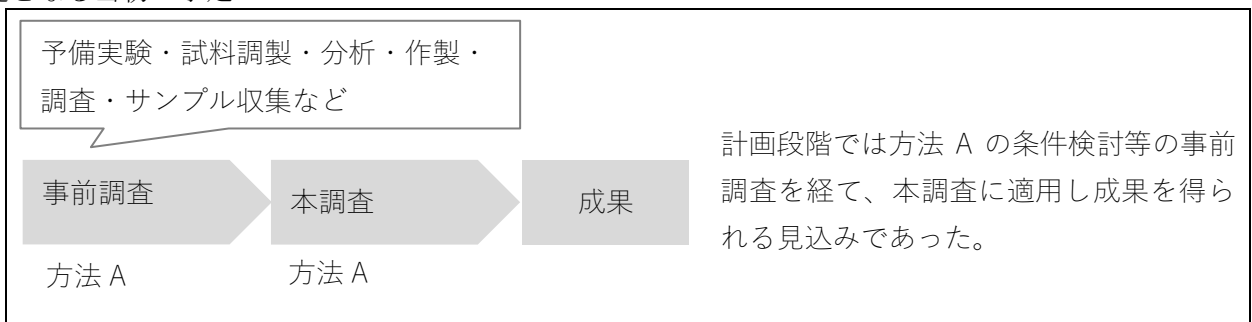 予備実験・試料調製・分析・作製・
調査・サンプル収集など
事前調査
本調査
成果
方法 A
方法 A
計画段階では方法 A の条件検討等の事前
調査を経て、本調査に適用し成果を得ら
れる見込みであった。